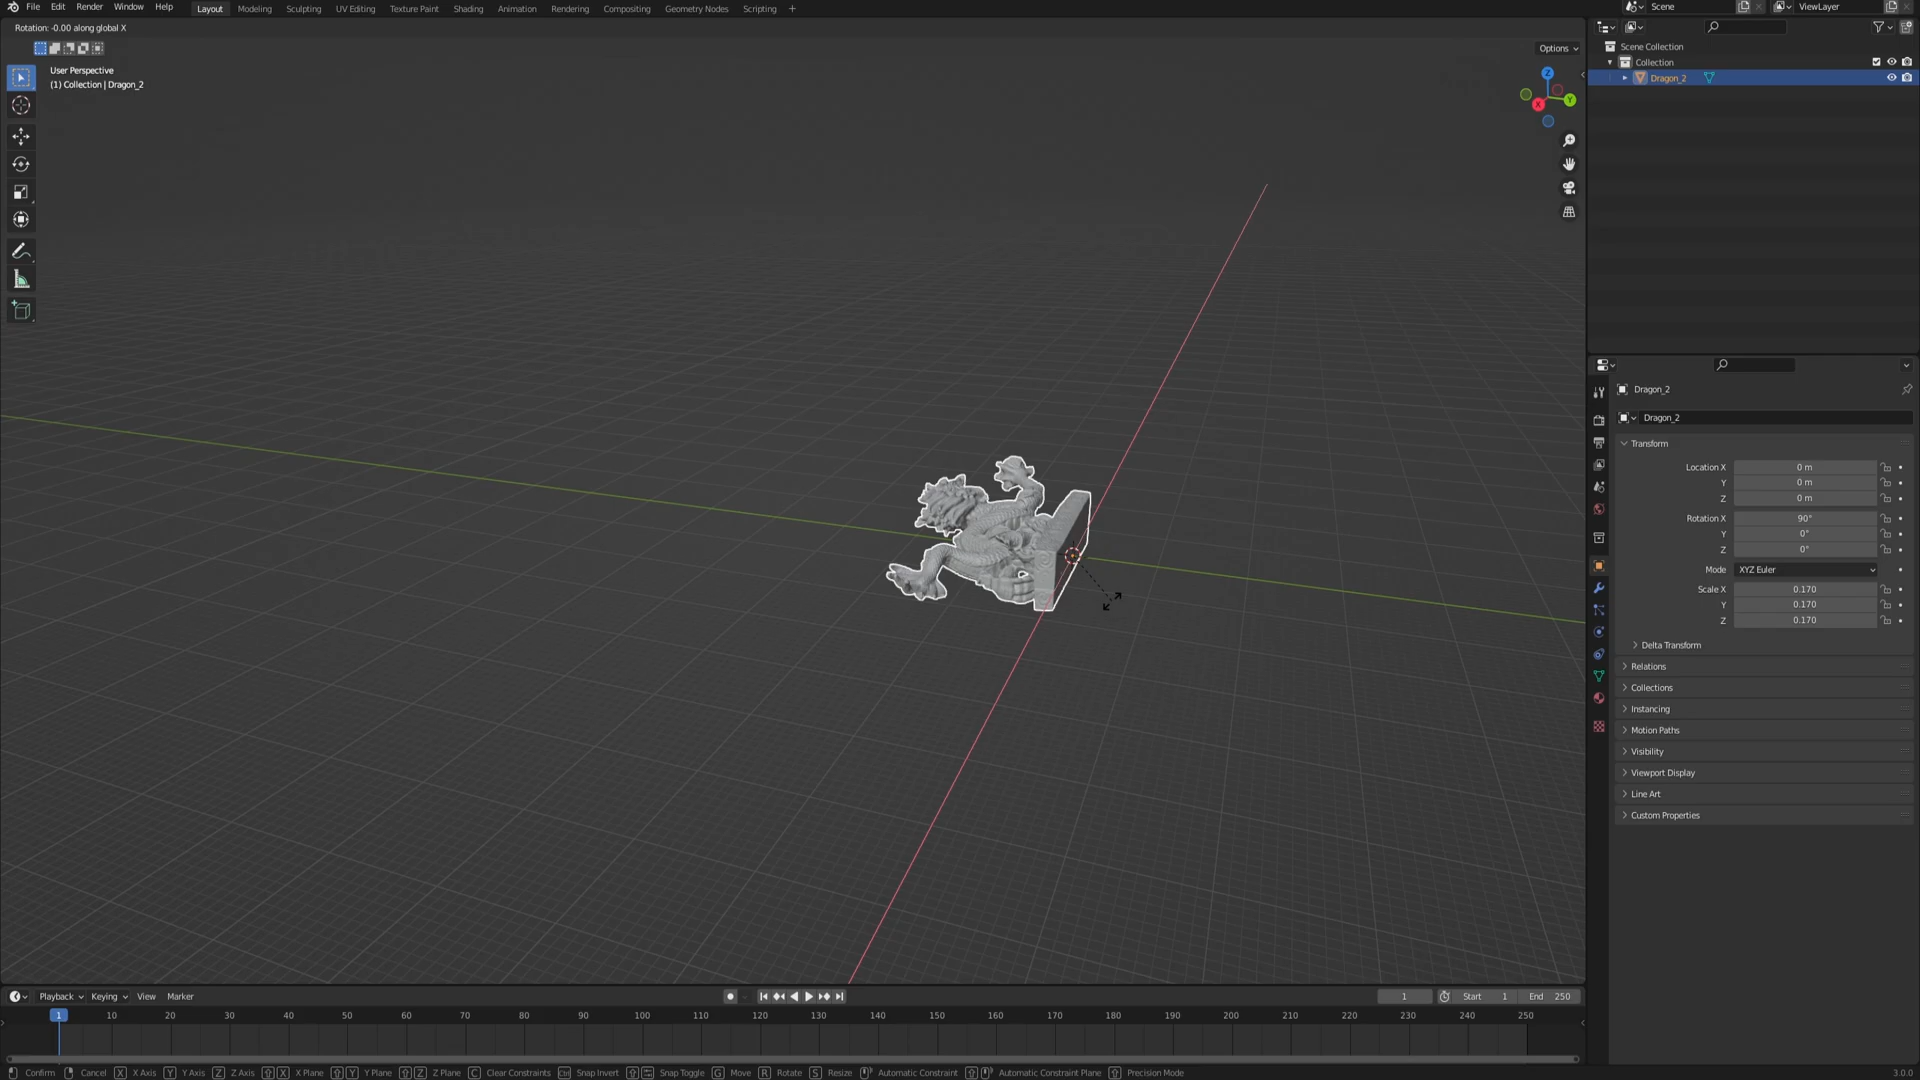 File Edit Render Window Help Layout Modeling Sculpting UV Editing Texture Paint Shading Animation Rendering Compositing Geometry Nodes Scripting + Scene ViewLayer
Rotation: -0.00 along global X
Options
User Perspective
(1) Collection | Dragon_2
Z
Y
X
Scene Collection
Collection
Dragon_2
Dragon_2
Dragon_2
Transform
Location X 0 m
Y 0 m
Z 0 m
Rotation X 90°
Y 0°
Z 0°
Mode XYZ Euler
Scale X 0.170
Y 0.170
Z 0.170
Delta Transform
Relations
Collections
Instancing
Motion Paths
Visibility
Viewport Display
Line Art
Custom Properties
Playback Keying View Marker 1 Start 1 End 250
1 10 20 30 40 50 60 70 80 90 100 110 120 130 140 150 160 170 180 190 200 210 220 230 240 250
Confirm Cancel X X Axis Y Y Axis Z Z Axis X X Plane Y Y Plane Z Z Plane C Clear Constraints Ctrl Snap Invert Snap Toggle G Move R Rotate S Resize Automatic Constraint Automatic Constraint Plane Precision Mode 3.0.0